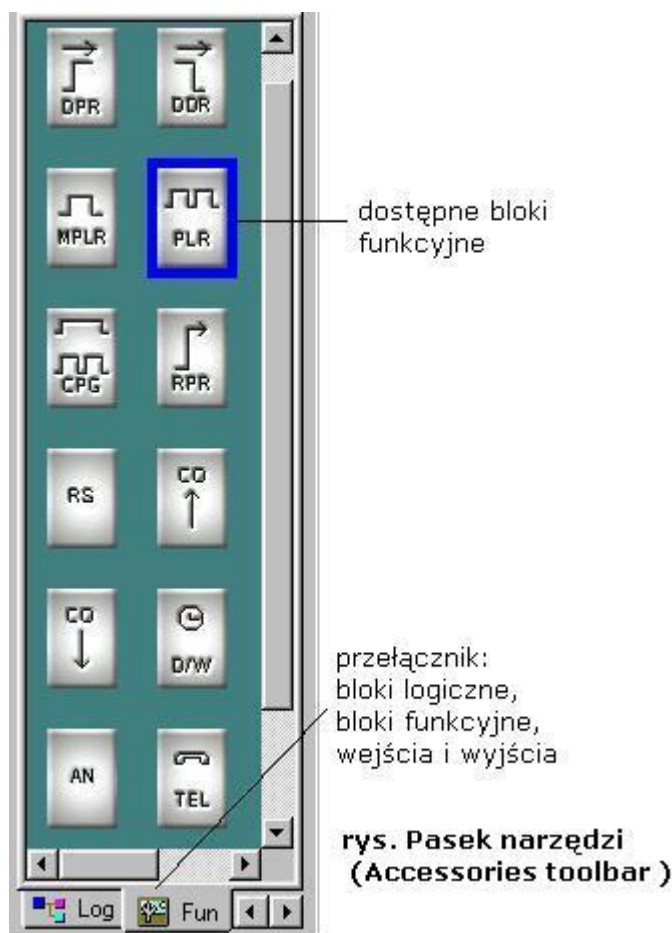 DPR DDR
MPLR PLR
dostępne bloki
funkcyjne
CPG RPR
RS CO
CO D/W
przełącznik:
bloki logiczne,
bloki funkcyjne,
wejścia i wyjścia
AN TEL
rys. Pasek narzędzi
(Accessories toolbar )
Log Fun